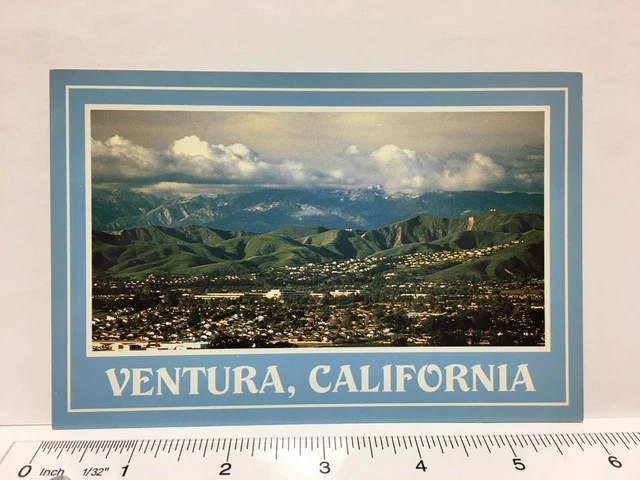 VENTURA, CALIFORNIA
0 Inch 1/32" 1 2 3 4 5 6